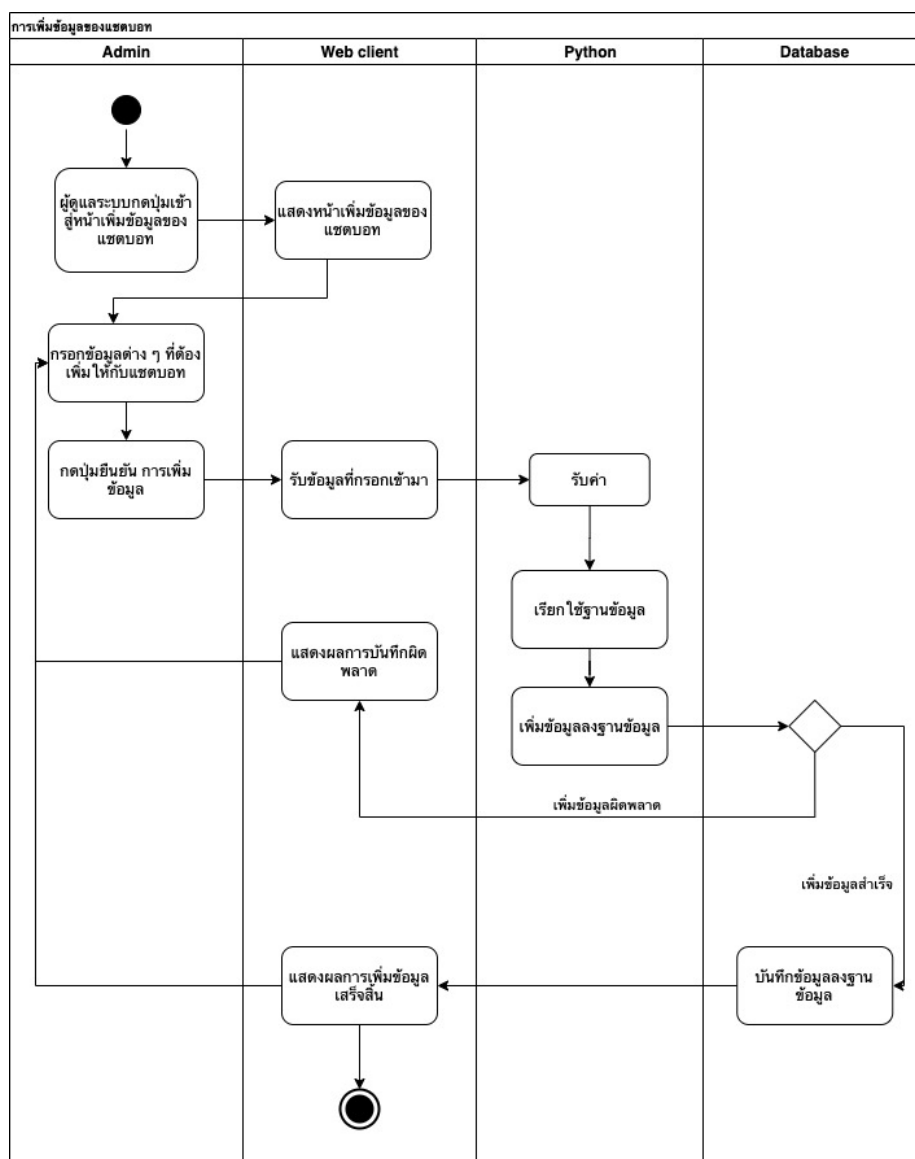 การเพิ่มข้อมูลของแชตบอท
Admin
Web client
Python
Database
ผู้ดูแลระบบกดปุ่มเข้า
สู่หน้าเพิ่มข้อมูลของ
แชตบอท
แสดงหน้าเพิ่มข้อมูลของ
แชตบอท
กรอกข้อมูลต่าง ๆ ที่ต้อง
เพิ่มให้กับแชตบอท
กดปุ่มยืนยัน การเพิ่ม
ข้อมูล
รับข้อมูลที่กรอกเข้ามา
รับค่า
เรียกใช้ฐานข้อมูล
แสดงผลการบันทึกผิด
พลาด
เพิ่มข้อมูลลงฐานข้อมูล
เพิ่มข้อมูลผิดพลาด
เพิ่มข้อมูลสำเร็จ
แสดงผลการเพิ่มข้อมูล
เสร็จสิ้น
บันทึกข้อมูลลงฐาน
ข้อมูล